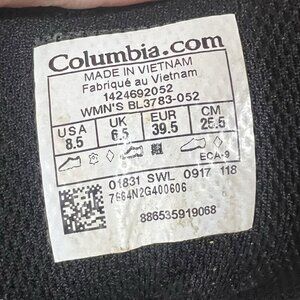 Columbia.com
MADE IN VIETNAM
Fabriqué au Vietnam
1424692052
WMN'S BL3783-052
USA UK EUR CM
8.5 6.5 39.5 25.5
ECA-9
01831 SWL 0917 118
7664N2G400606
886535919068